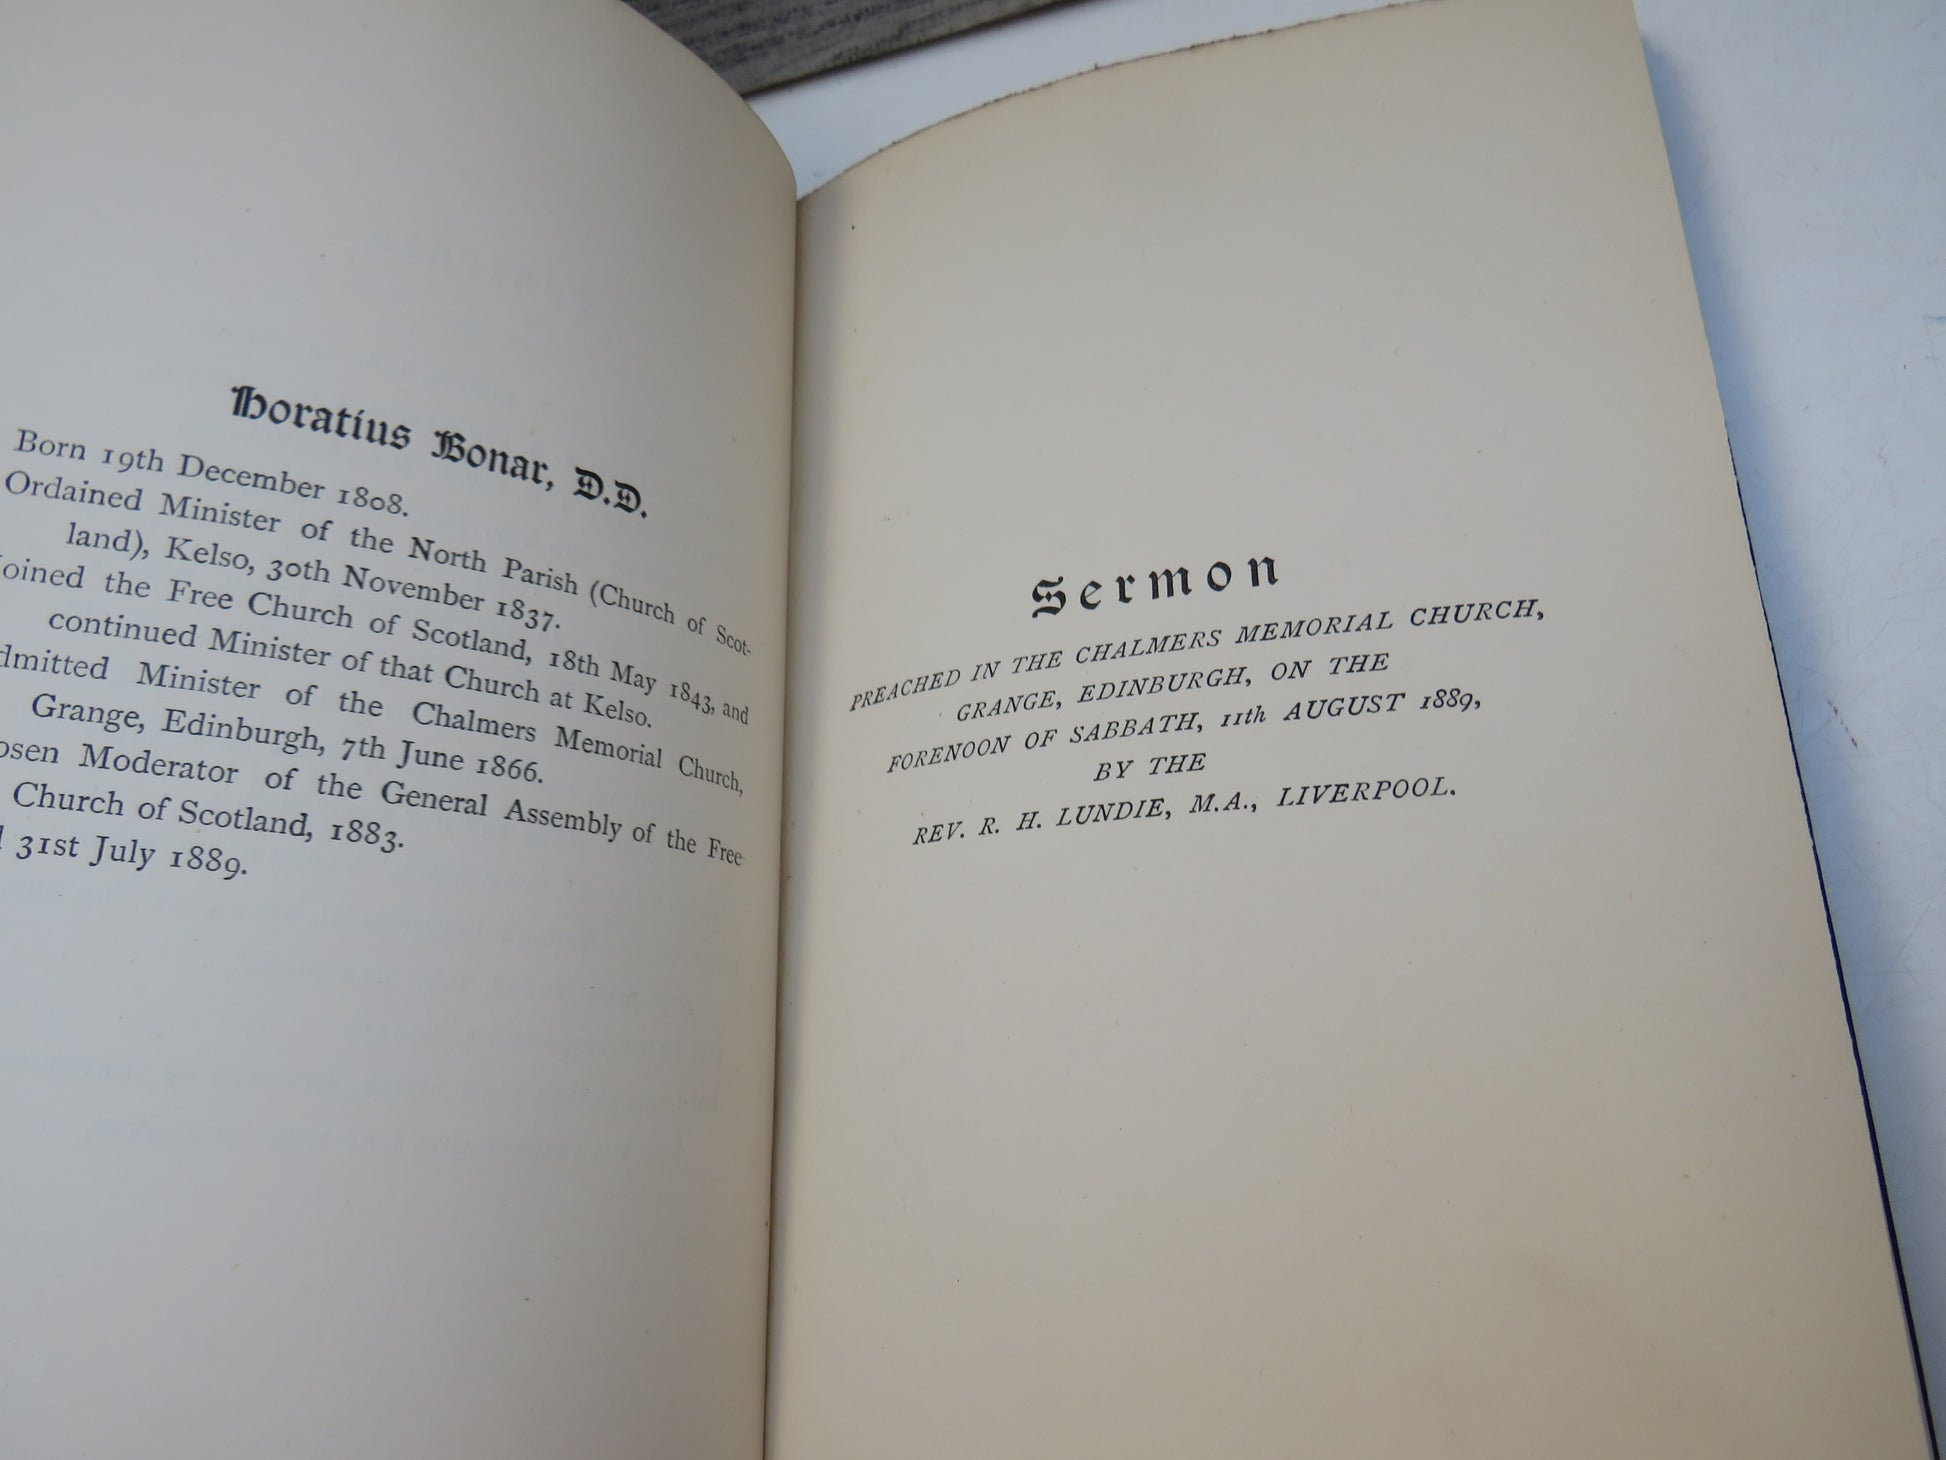 Horatius Bonar, D.D.
Born 19th December 1808.
Ordained Minister of the North Parish (Church of Scot-
land), Kelso, 30th November 1837.
oined the Free Church of Scotland, 18th May 1843, and
continued Minister of that Church at Kelso.
dmitted Minister of the Chalmers Memorial Church,
Grange, Edinburgh, 7th June 1866.
osen Moderator of the General Assembly of the Free
Church of Scotland, 1883.
31st July 1889.
Sermon
PREACHED IN THE CHALMERS MEMORIAL CHURCH,
GRANGE, EDINBURGH, ON THE
FORENOON OF SABBATH, 11th AUGUST 1889,
BY THE
REV. R. H. LUNDIE, M.A., LIVERPOOL.